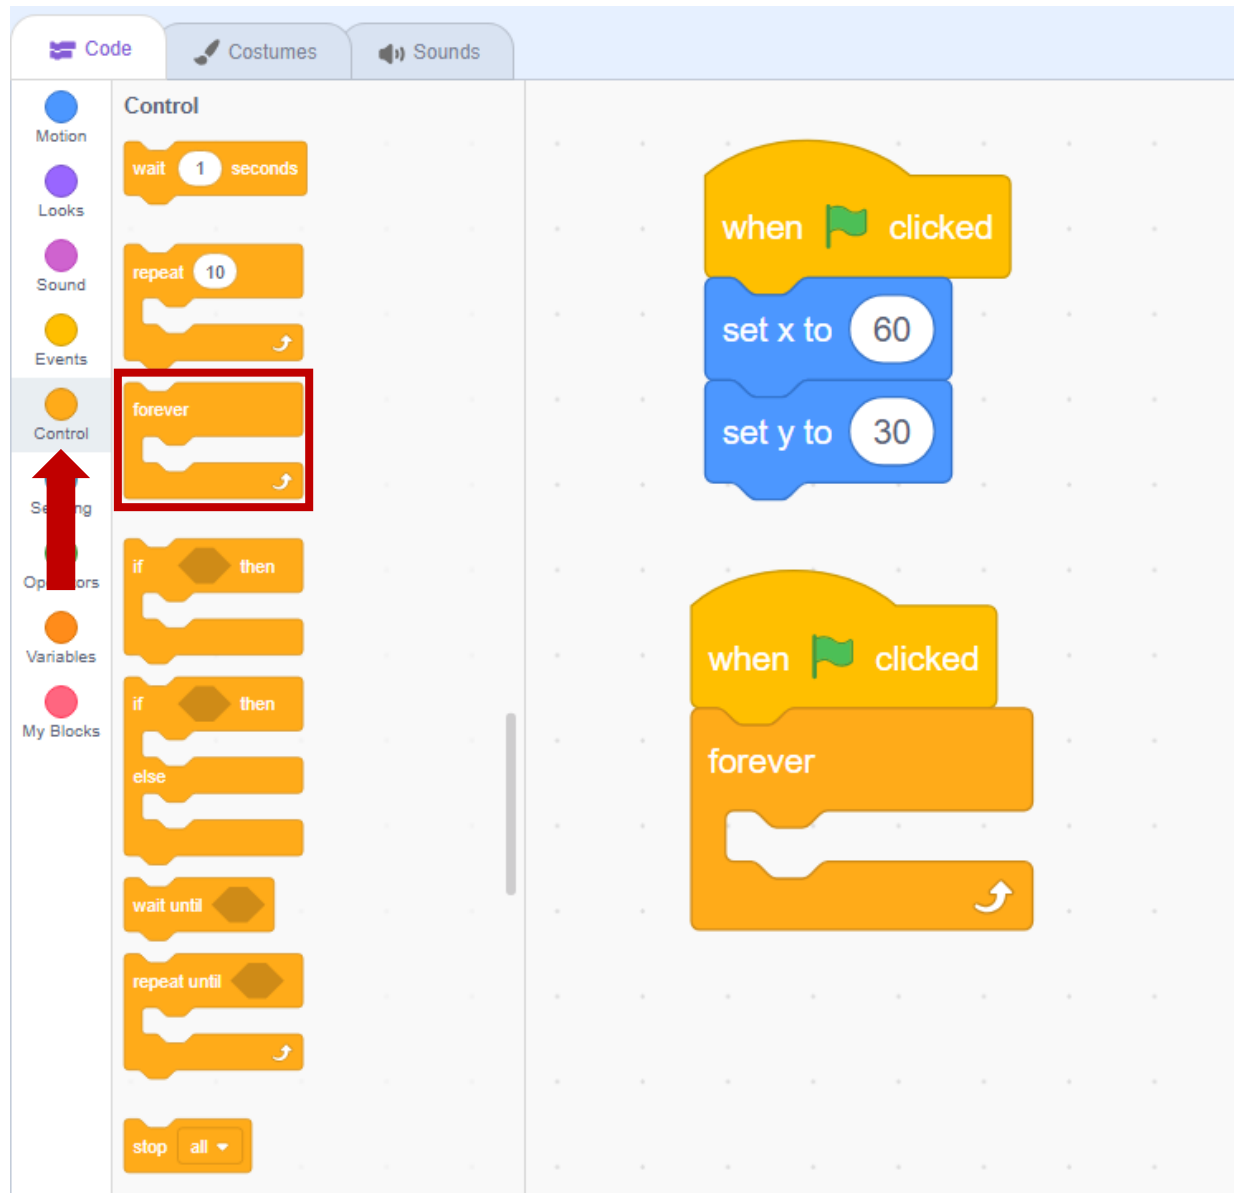 Code
Costumes
Sounds
Motion
Looks
Sound
Events
Control
Variables
My Blocks
Control
wait 1 seconds
repeat 10
forever
if then
if then
else
wait until
repeat until
stop all
when clicked
set x to 60
set y to 30
when clicked
forever